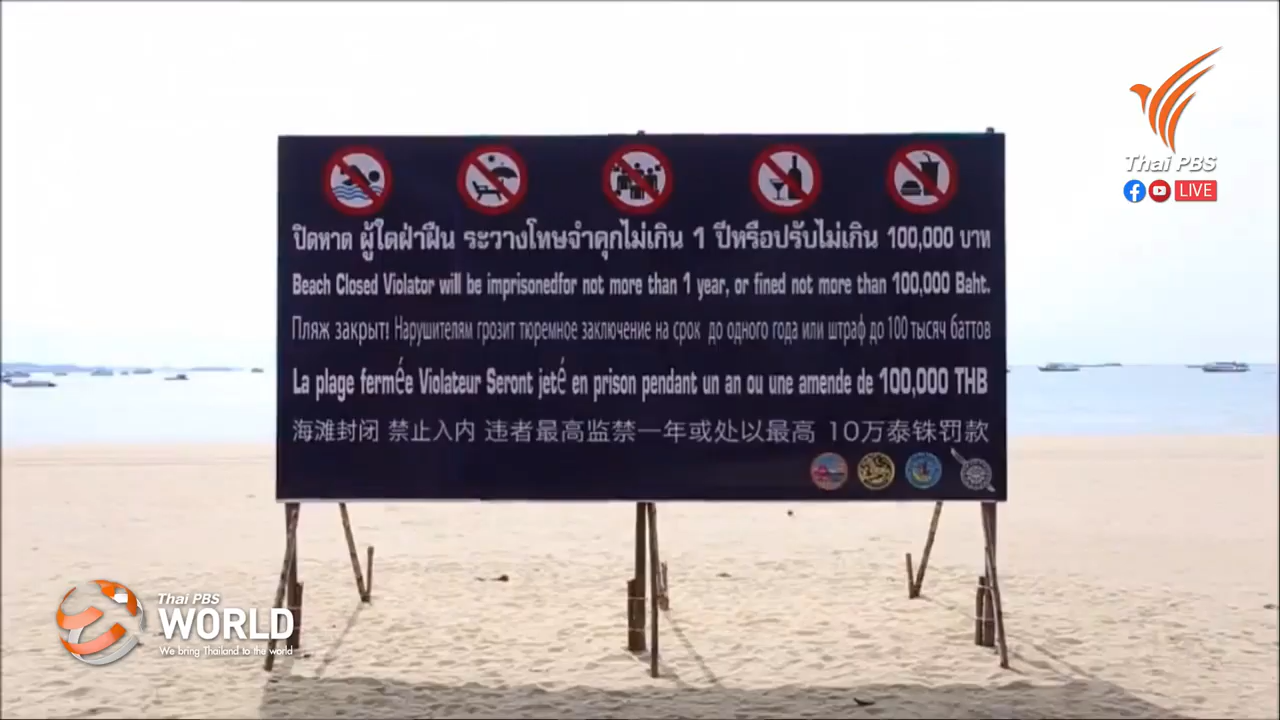 Thai PBS
LIVE
ปิดหาด ผู้ใดฝ่าฝืน ระวางโทษจำคุกไม่เกิน 1 ปีหรือปรับไม่เกิน 100,000 บาท
Beach Closed Violator will be imprisonedfor not more than 1 year, or fined not more than 100,000 Baht.
Пляж закрыт! Нарушителям грозит тюремное заключение на срок до одного года или штраф до 100 тысяч баттов
La plage fermée Violateur Seront jeté en prison pendant un an ou une amende de 100,000 THB
海滩封闭 禁止入内 违者最高监禁一年或处以最高 10万泰铢罚款
Thai PBS
WORLD
We bring Thailand to the world